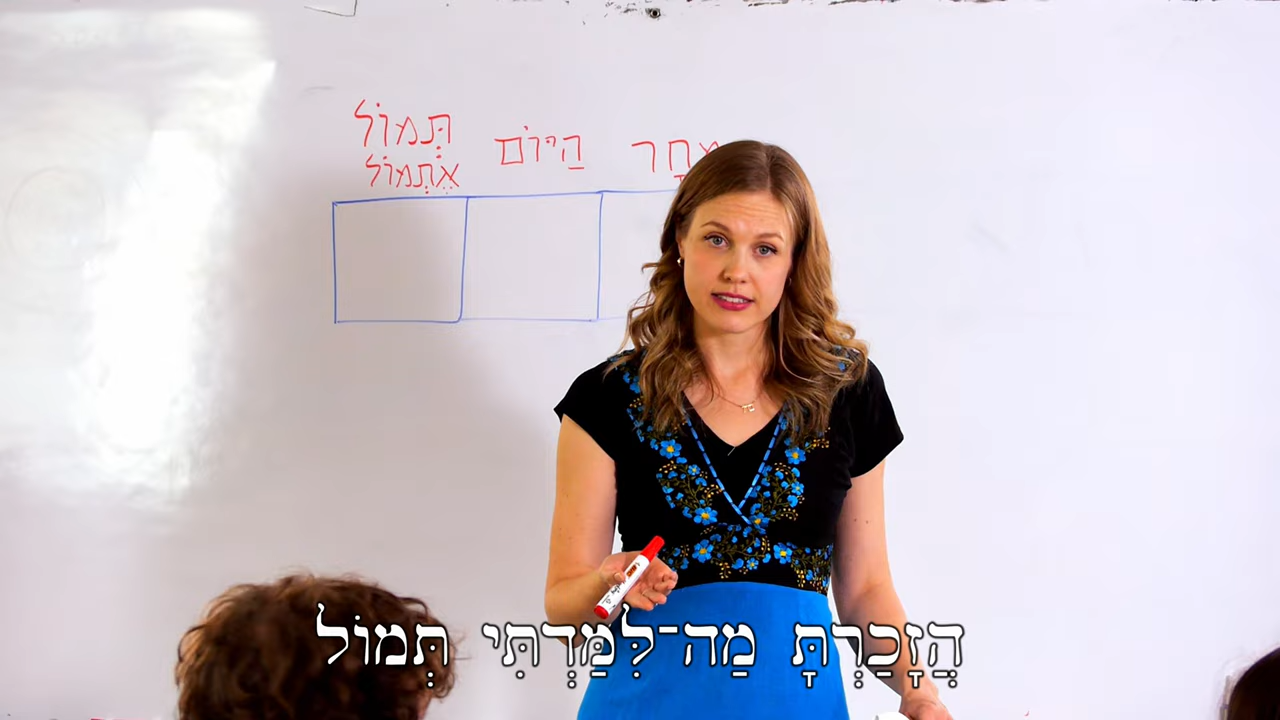 מָחָר הַיּוֹם תְּמוֹל
אֶתְמוֹל
הֲזָכַרְתָּ מַה־לִּמַּדְתִּי תְמוֹל